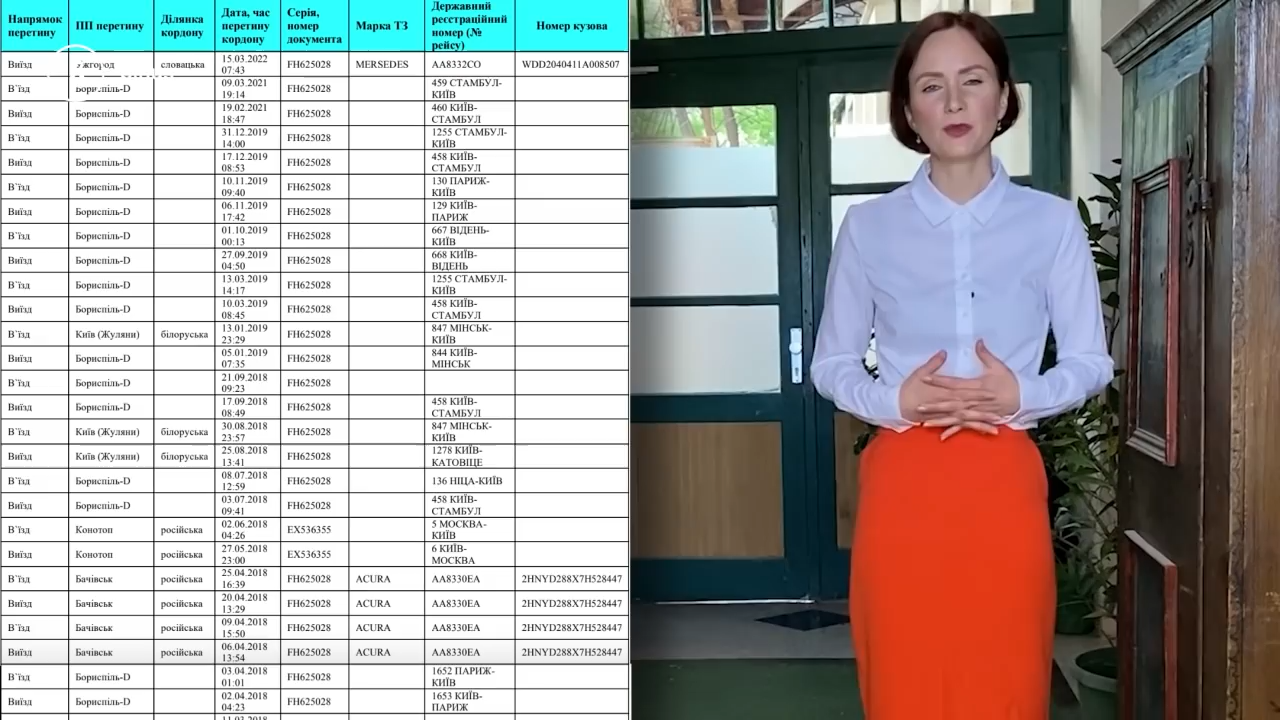 Напрямок перетину ПП перетину Ділянка кордону Дата, час перетину кордону Серія, номер документа Марка ТЗ Державний реєстраційний номер (№ рейсу) Номер кузова
Виїзд Ужгород словацька 15.03.2022 07:43 FH625028 MERSEDES AA8332CO WDD2040411A008507
В`їзд Бориспіль-D 09.03.2021 19:14 FH625028 459 СТАМБУЛ-КИЇВ
Виїзд Бориспіль-D 19.02.2021 18:47 FH625028 460 КИЇВ-СТАМБУЛ
В`їзд Бориспіль-D 31.12.2019 14:00 FH625028 1255 СТАМБУЛ-КИЇВ
Виїзд Бориспіль-D 17.12.2019 08:53 FH625028 458 КИЇВ-СТАМБУЛ
В`їзд Бориспіль-D 10.11.2019 09:40 FH625028 130 ПАРИЖ-КИЇВ
Виїзд Бориспіль-D 06.11.2019 17:42 FH625028 129 КИЇВ-ПАРИЖ
В`їзд Бориспіль-D 01.10.2019 00:13 FH625028 667 ВІДЕНЬ-КИЇВ
Виїзд Бориспіль-D 27.09.2019 04:50 FH625028 668 КИЇВ-ВІДЕНЬ
В`їзд Бориспіль-D 13.03.2019 14:17 FH625028 1255 СТАМБУЛ-КИЇВ
Виїзд Бориспіль-D 10.03.2019 08:45 FH625028 458 КИЇВ-СТАМБУЛ
В`їзд Київ (Жуляни) білоруська 13.01.2019 23:29 FH625028 847 МІНСЬК-КИЇВ
Виїзд Бориспіль-D 05.01.2019 07:35 FH625028 844 КИЇВ-МІНСЬК
В`їзд Бориспіль-D 21.09.2018 09:23 FH625028
Виїзд Бориспіль-D 17.09.2018 08:49 FH625028 458 КИЇВ-СТАМБУЛ
В`їзд Київ (Жуляни) білоруська 30.08.2018 23:57 FH625028 847 МІНСЬК-КИЇВ
Виїзд Київ (Жуляни) білоруська 25.08.2018 13:41 FH625028 1278 КИЇВ-КАТОВІЦЕ
В`їзд Бориспіль-D 08.07.2018 12:59 FH625028 136 НІЦА-КИЇВ
Виїзд Бориспіль-D 03.07.2018 09:41 FH625028 458 КИЇВ-СТАМБУЛ
В`їзд Конотоп російська 02.06.2018 04:26 EX536355 5 МОСКВА-КИЇВ
Виїзд Конотоп російська 27.05.2018 23:00 EX536355 6 КИЇВ-МОСКВА
В`їзд Бачівськ російська 25.04.2018 16:39 FH625028 ACURA AA8330EA 2HNYD288X7H528447
Виїзд Бачівськ російська 20.04.2018 13:29 FH625028 ACURA AA8330EA 2HNYD288X7H528447
В`їзд Бачівськ російська 09.04.2018 15:50 FH625028 ACURA AA8330EA 2HNYD288X7H528447
Виїзд Бачівськ російська 06.04.2018 13:54 FH625028 ACURA AA8330EA 2HNYD288X7H528447
В`їзд Бориспіль-D 03.04.2018 01:01 FH625028 1652 ПАРИЖ-КИЇВ
Виїзд Бориспіль-D 02.04.2018 04:23 FH625028 1653 КИЇВ-ПАРИЖ